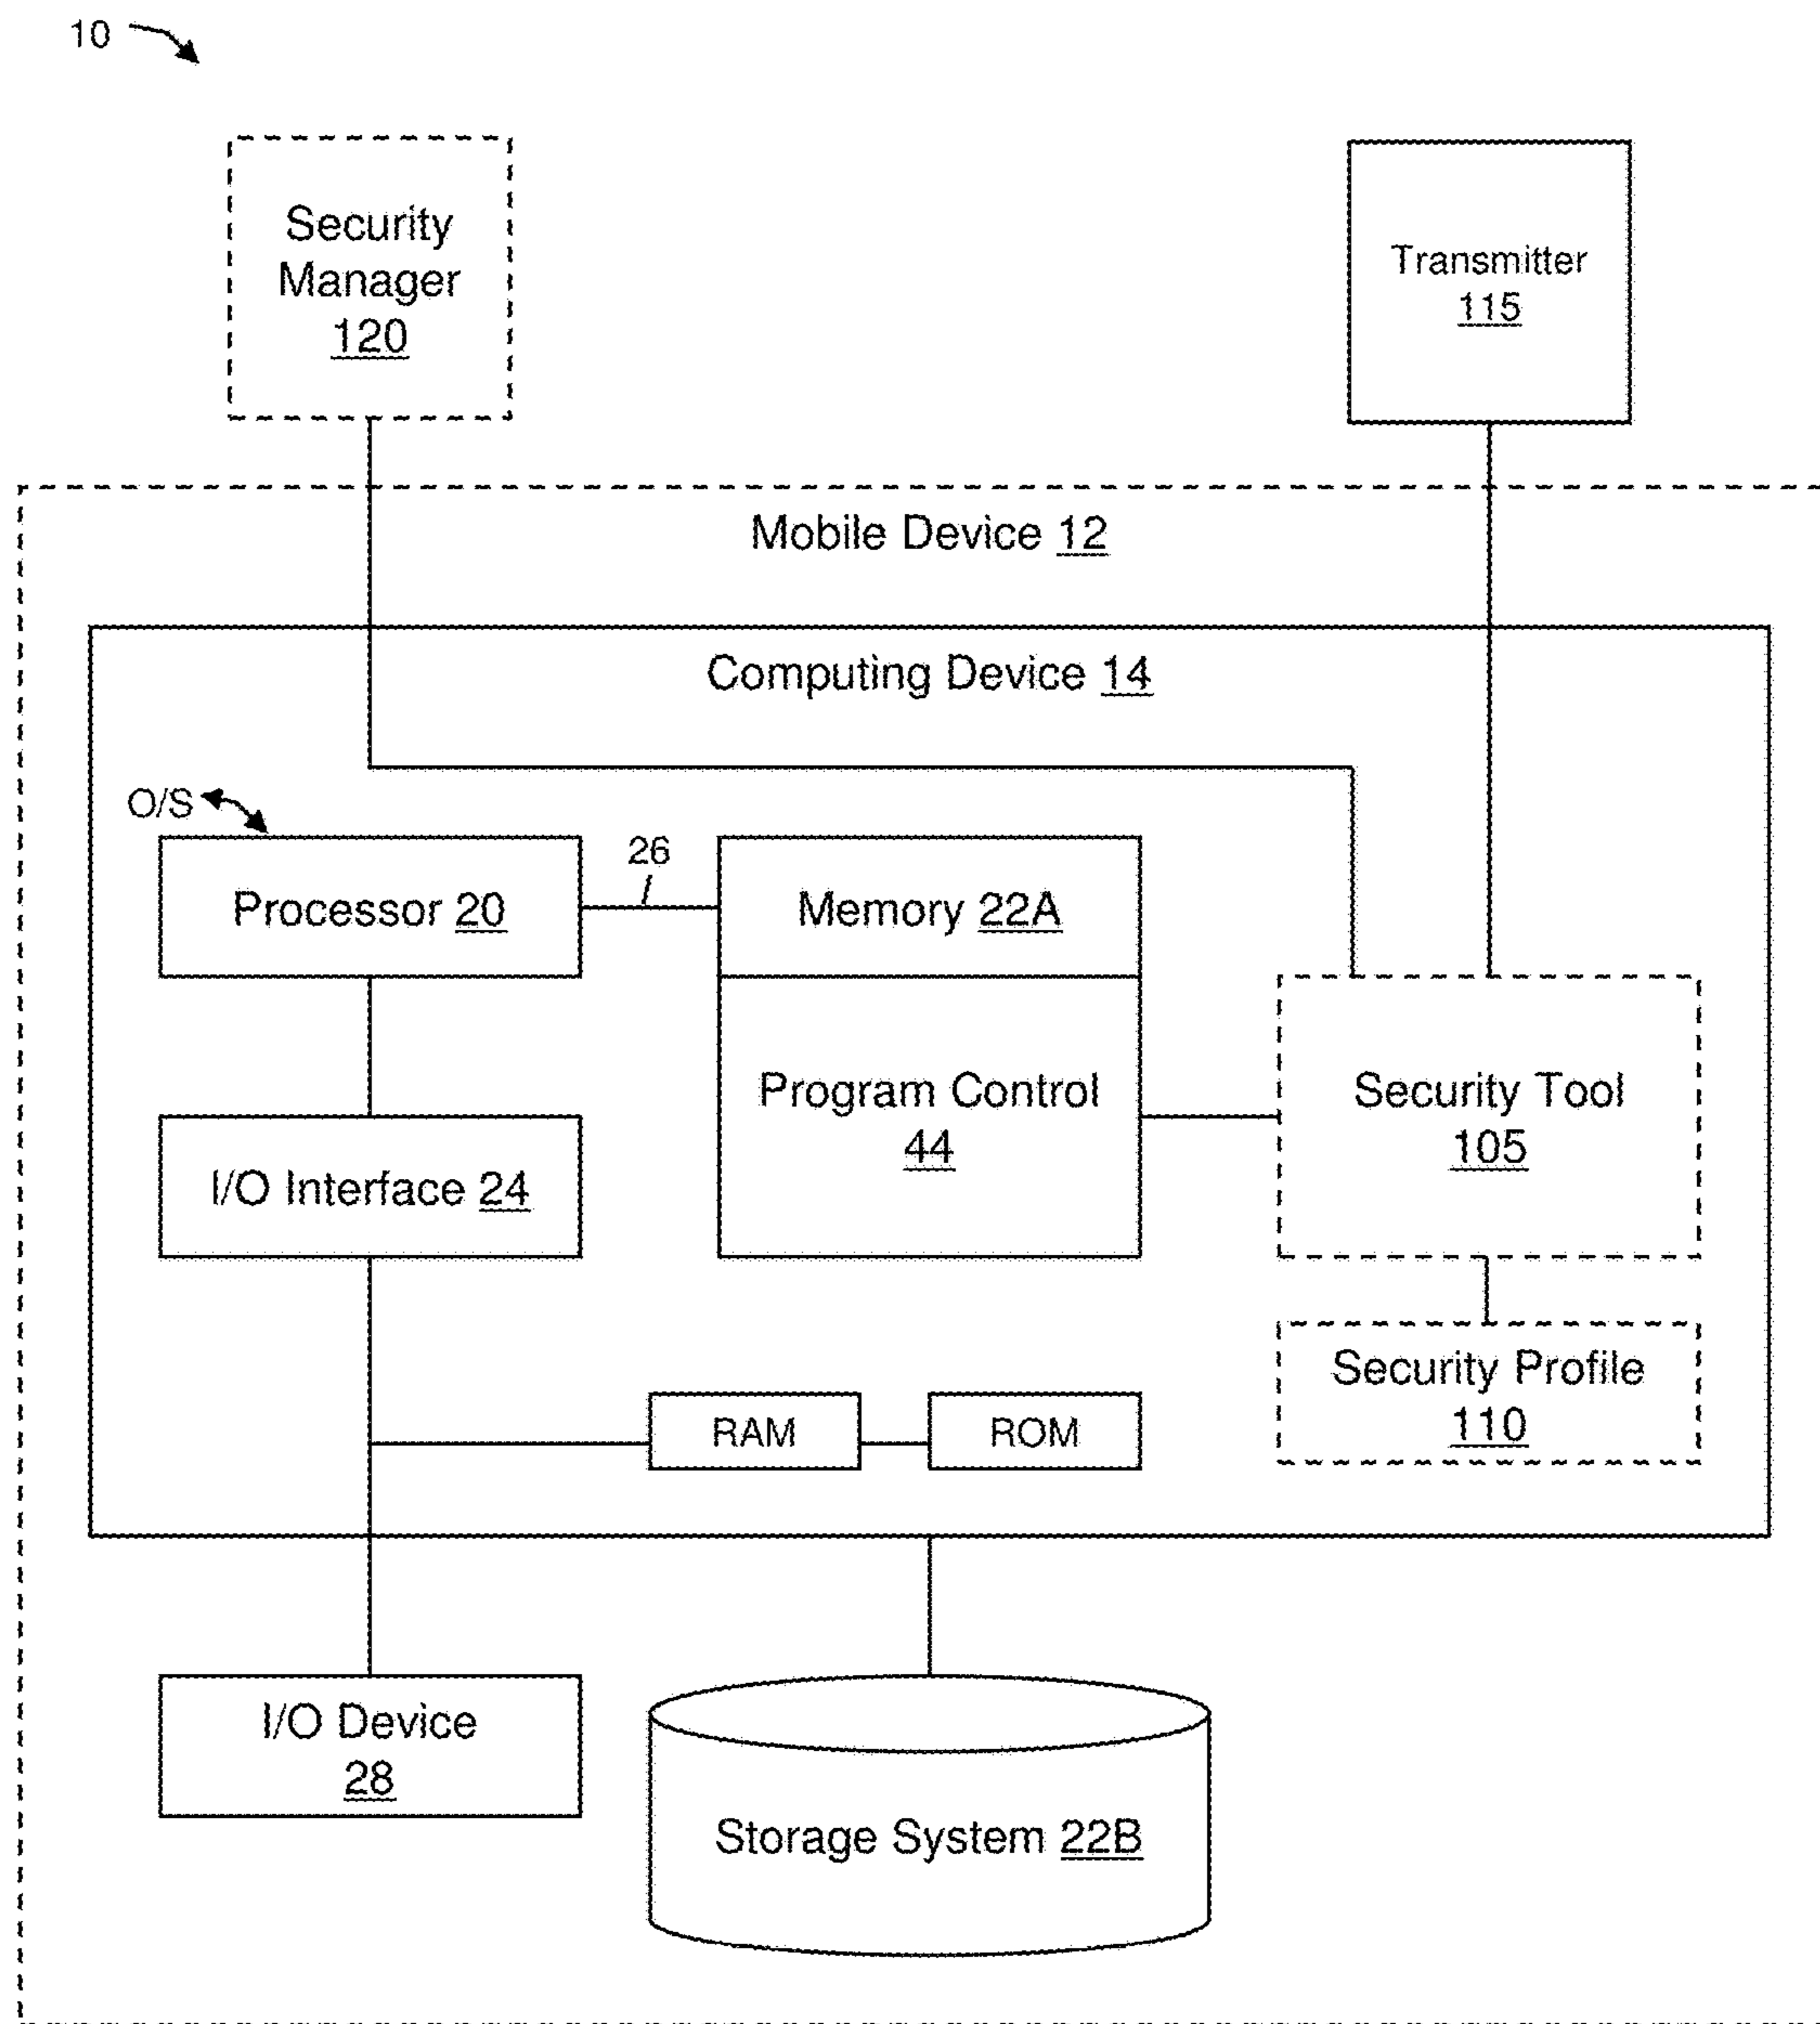 10
Security
Manager
120
Transmitter
115
Mobile Device 12
Computing Device 14
O/S
26
Processor 20
Memory 22A
Program Control
44
Security Tool
105
I/O Interface 24
Security Profile
110
RAM
ROM
I/O Device
28
Storage System 22B